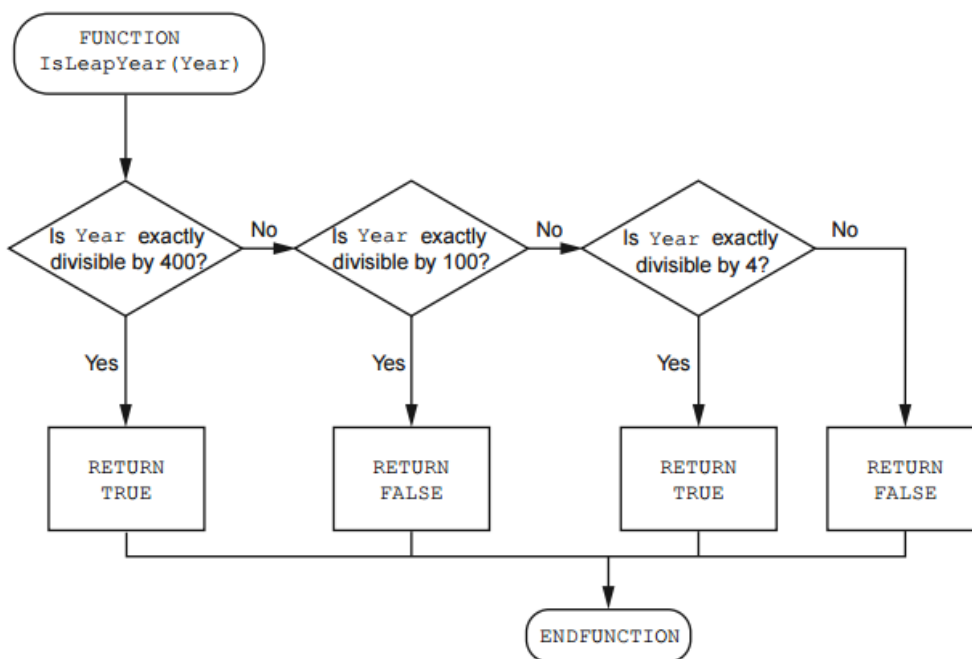 FUNCTION
IsLeapYear(Year)
Is Year exactly
divisible by 400?
No
Is Year exactly
divisible by 100?
No
Is Year exactly
divisible by 4?
No
Yes
Yes
Yes
RETURN
TRUE
RETURN
FALSE
RETURN
TRUE
RETURN
FALSE
ENDFUNCTION